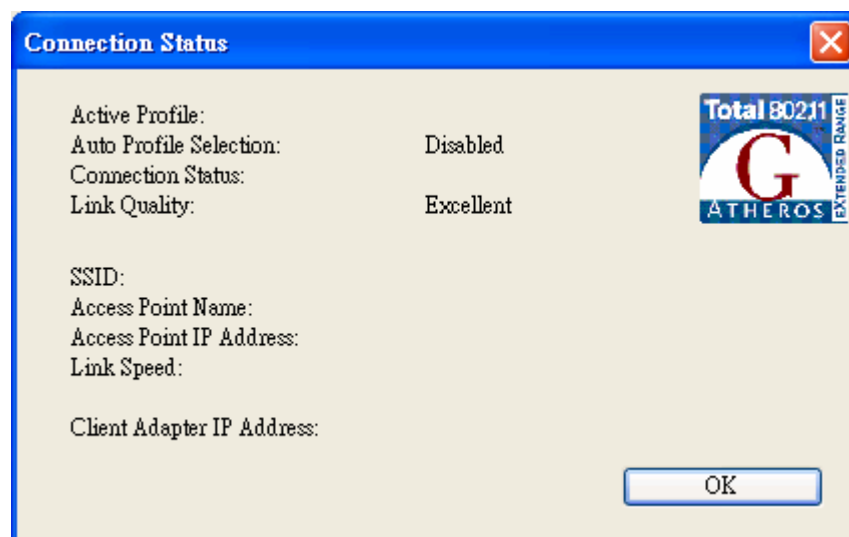 Connection Status
Active Profile:
Auto Profile Selection: Disabled
Connection Status:
Link Quality: Excellent
Total 802.11
G
ATHEROS
EXTENDED RANGE
SSID:
Access Point Name:
Access Point IP Address:
Link Speed:
Client Adapter IP Address:
OK